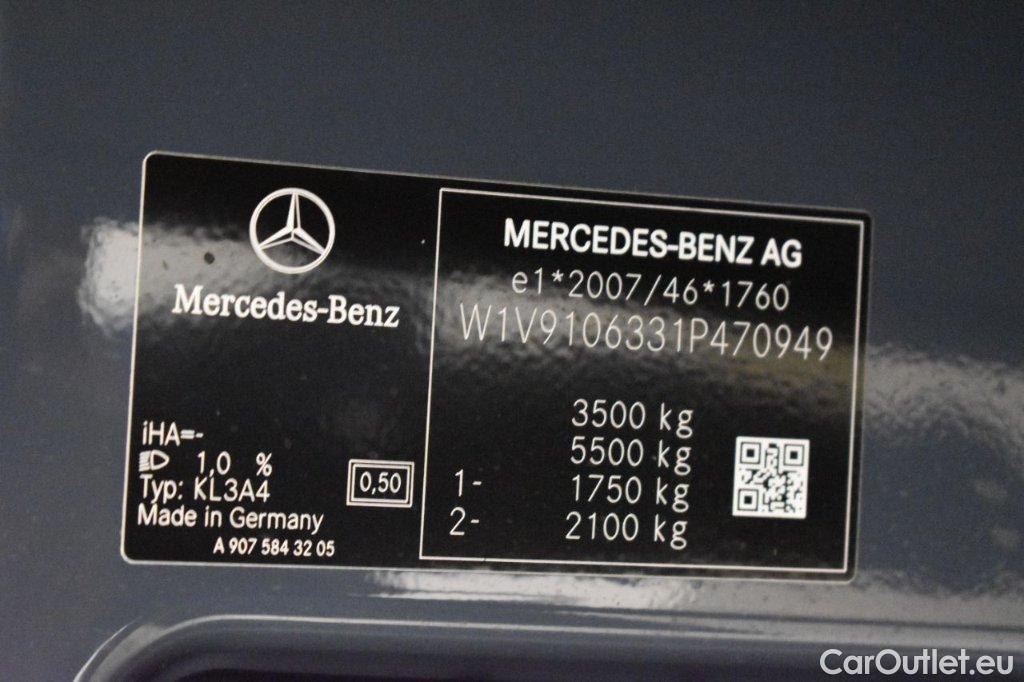 Mercedes-Benz
iHA=-
1,0 %
Typ: KL3A4
Made in Germany
A 907 584 32 05
0,50
MERCEDES-BENZ AG
e1*2007/46*1760
W1V9106331P470949
3500 kg
5500 kg
1- 1750 kg
2- 2100 kg
CarOutlet.eu